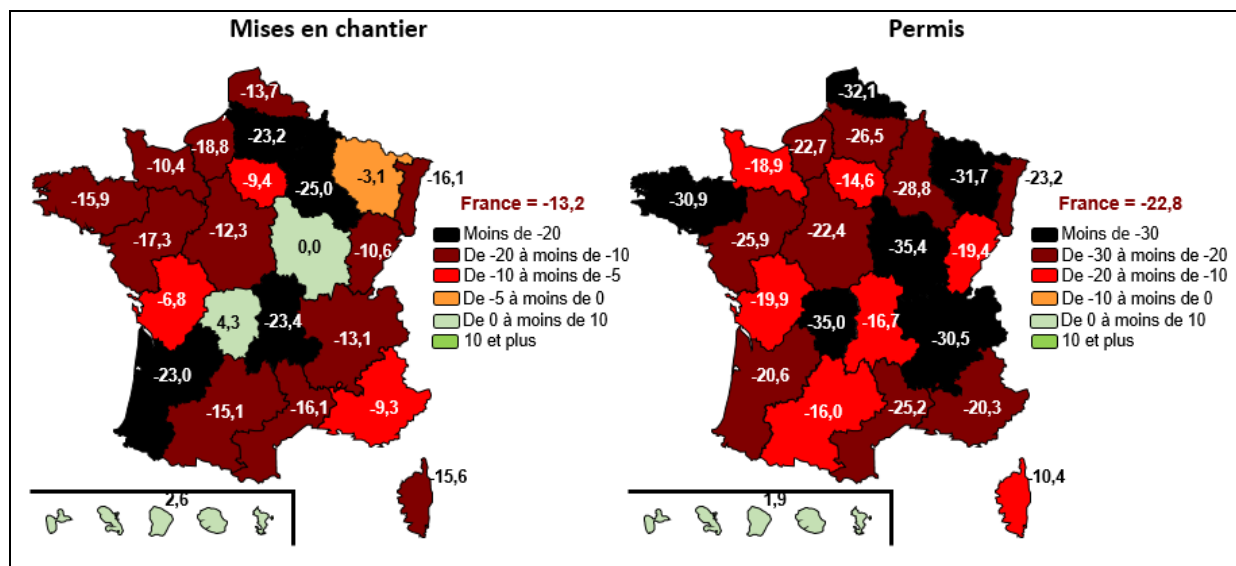 Mises en chantier
-13,7
-23,2
-18,8
-10,4
-9,4
-3,1
-16,1
-25,0
-15,9
-17,3
-12,3
0,0
-10,6
-6,8
4,3
-23,4
-13,1
-23,0
-15,1
-16,1
-9,3
-15,6
2,6
France = -13,2
Moins de -20
De -20 à moins de -10
De -10 à moins de -5
De -5 à moins de 0
De 0 à moins de 10
10 et plus
Permis
-32,1
-26,5
-22,7
-18,9
-14,6
-28,8
-31,7
-23,2
-30,9
-25,9
-22,4
-35,4
-19,4
-19,9
-35,0
-16,7
-30,5
-20,6
-16,0
-25,2
-20,3
-10,4
1,9
France = -22,8
Moins de -30
De -30 à moins de -20
De -20 à moins de -10
De -10 à moins de 0
De 0 à moins de 10
10 et plus